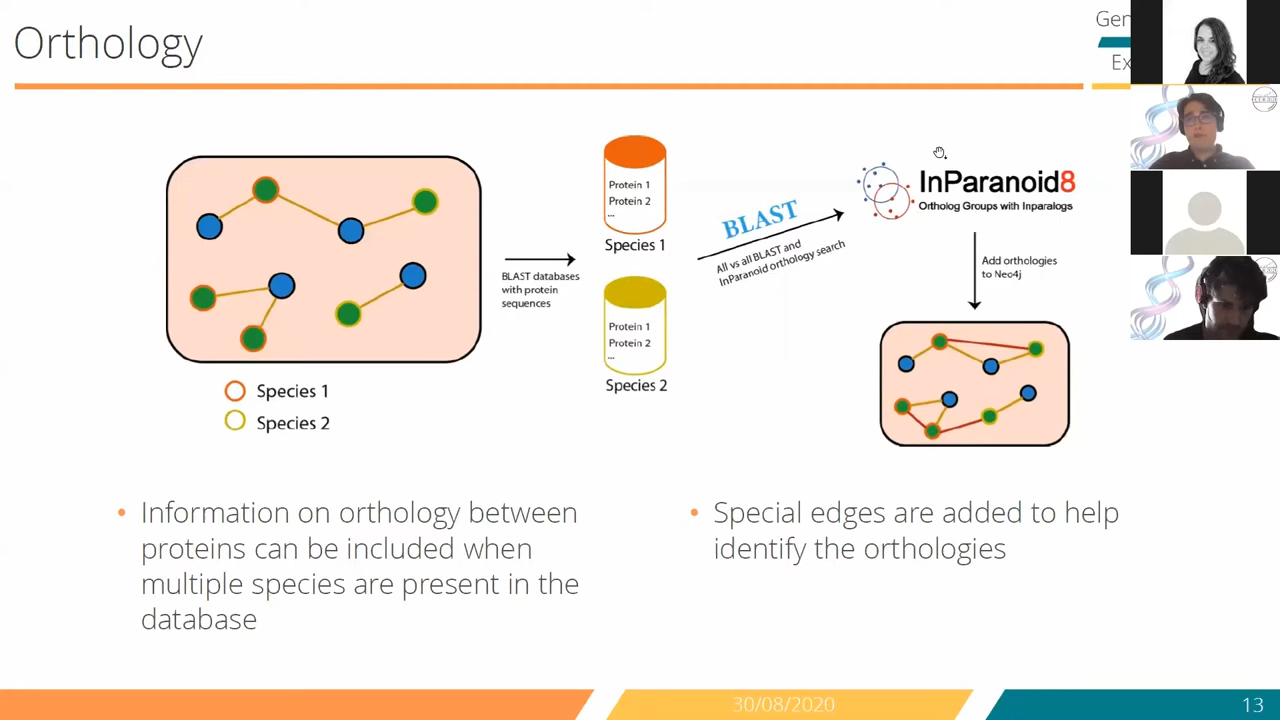 Orthology
Ge
Ex
Protein 1
Protein 2
...
Species 1
BLAST databases
with protein
sequences
Protein 1
Protein 2
...
Species 2
BLAST
All vs all BLAST and
InParanoid orthology search
InParanoid8
Ortholog Groups with Inparalogs
Add orthologies
to Neo4j
Species 1
Species 2
• Information on orthology between
proteins can be included when
multiple species are present in the
database
• Special edges are added to help
identify the orthologies
30/08/2020
13